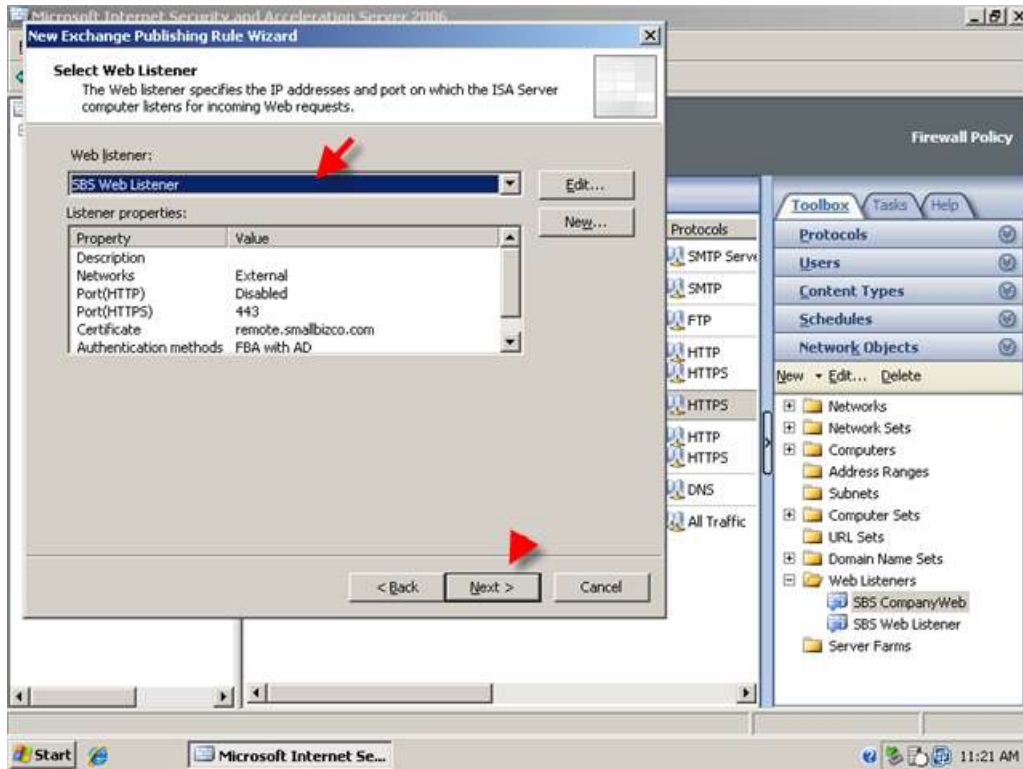 Microsoft Internet Security and Acceleration Server 2006
New Exchange Publishing Rule Wizard
Select Web Listener
The Web listener specifies the IP addresses and port on which the ISA Server
computer listens for incoming Web requests.
Web listener:
SBS Web Listener
Edit...
New...
Listener properties:
Property Value
Description
Networks External
Port(HTTP) Disabled
Port(HTTPS) 443
Certificate remote.smallbizco.com
Authentication methods FBA with AD
< Back Next > Cancel
Firewall Policy
Protocols
SMTP Serve
SMTP
FTP
HTTP
HTTPS
HTTPS
HTTP
HTTPS
DNS
All Traffic
Toolbox Tasks Help
Protocols
Users
Content Types
Schedules
Network Objects
New Edit... Delete
Networks
Network Sets
Computers
Address Ranges
Subnets
Computer Sets
URL Sets
Domain Name Sets
Web Listeners
SBS CompanyWeb
SBS Web Listener
Server Farms
Start Microsoft Internet Se... 11:21 AM